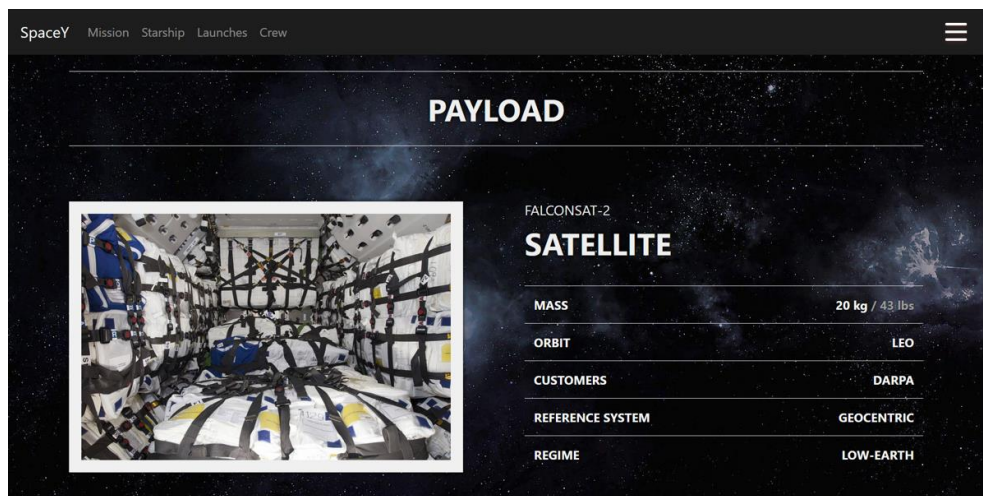 SpaceY Mission Starship Launches Crew
PAYLOAD
FALCONSAT-2
SATELLITE
MASS 20 kg / 43 lbs
ORBIT LEO
CUSTOMERS DARPA
REFERENCE SYSTEM GEOCENTRIC
REGIME LOW-EARTH